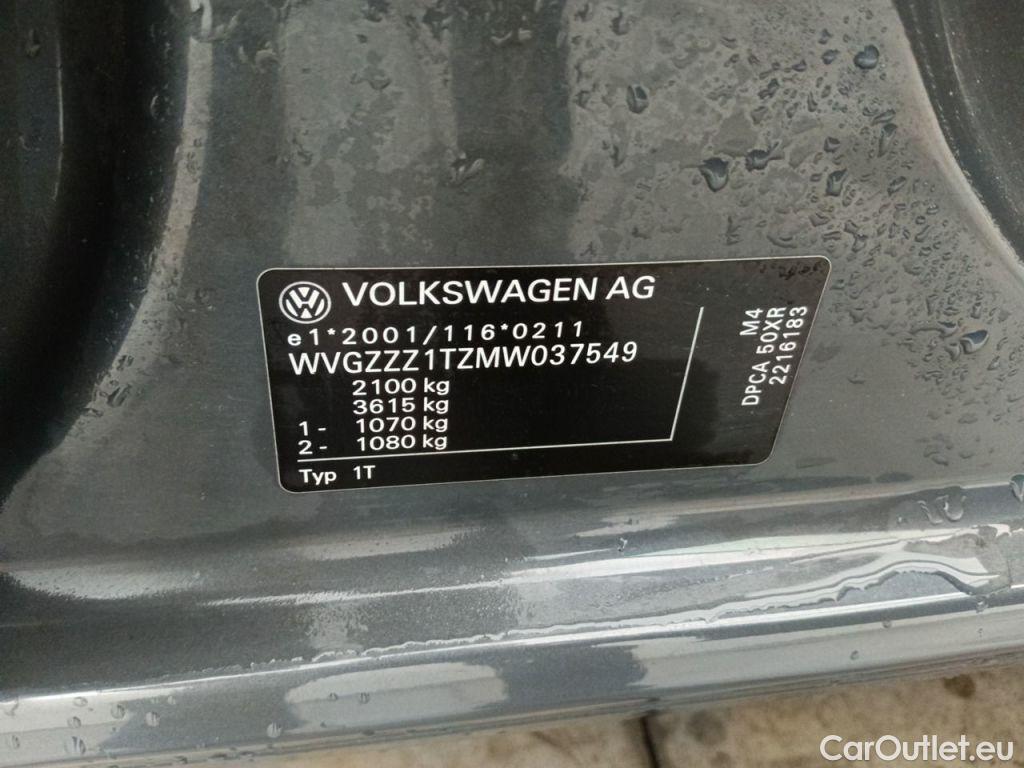 VOLKSWAGEN AG
e1*2001/116*0211
WVGZZZ1TZMW037549
2100 kg
3615 kg
1 - 1070 kg
2 - 1080 kg
Typ 1T
M4
DPCA 50XR
2216183
CarOutlet.eu